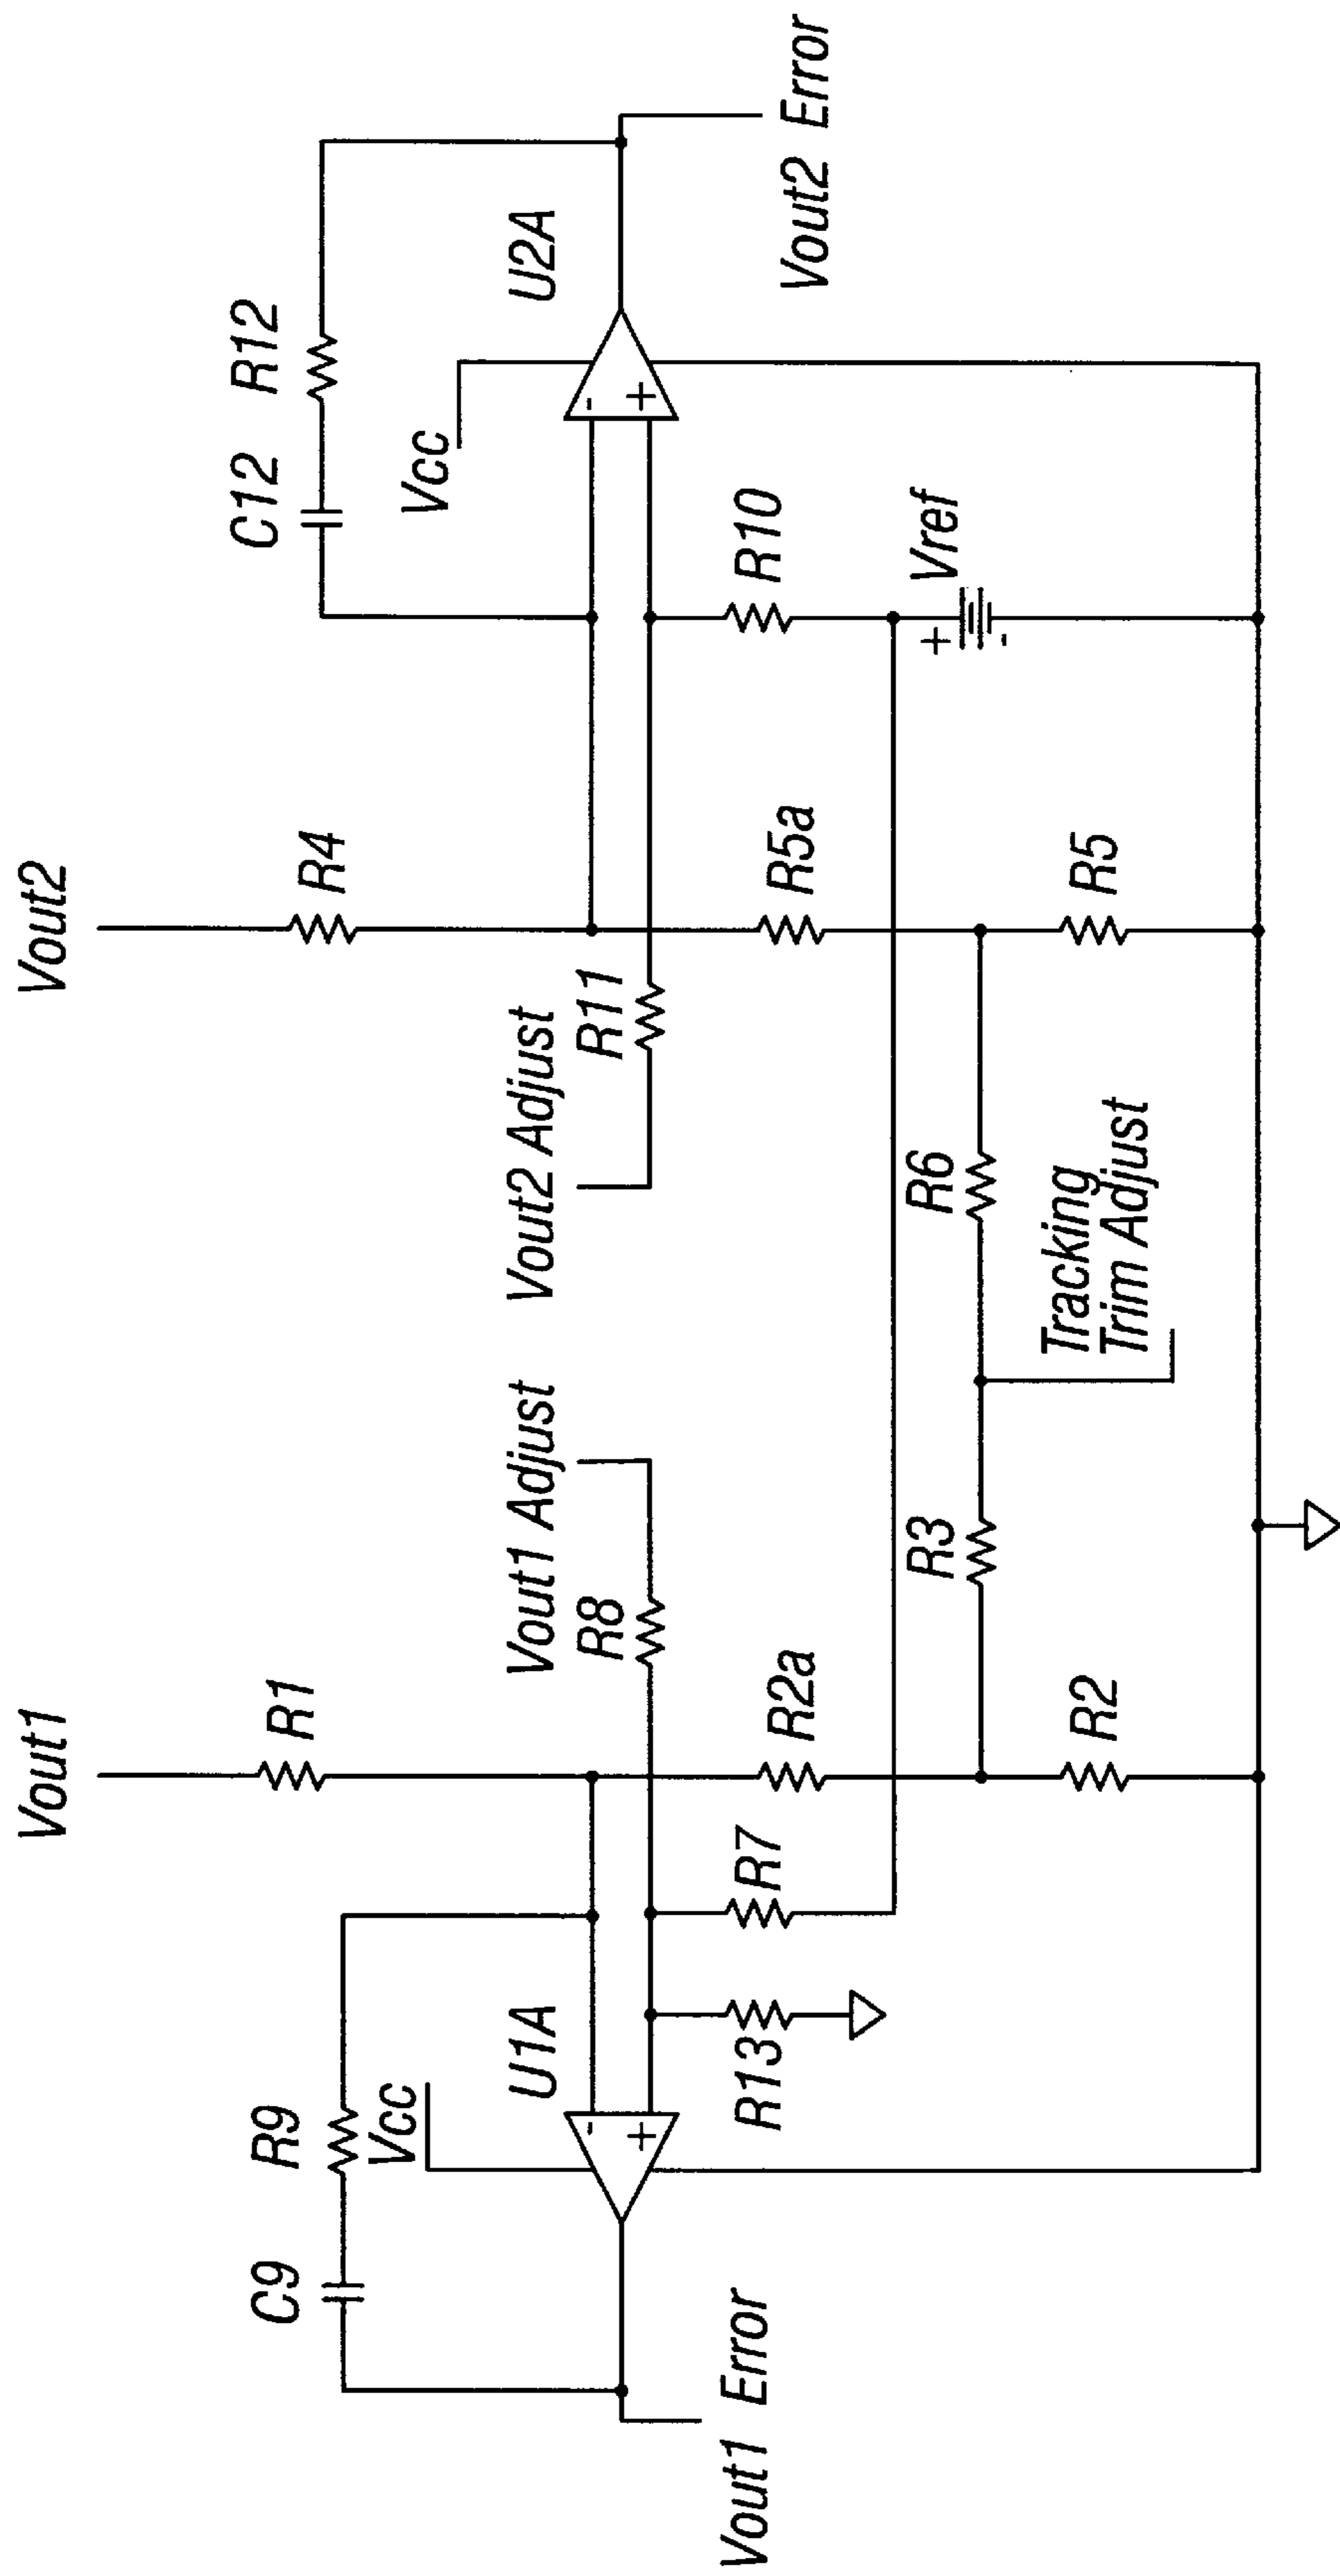 Vout1
Vout2
R1
R4
C9
R9
C12
R12
Vcc
Vcc
U1A
U2A
-
+
-
+
Vout1 Adjust
R8
Vout2 Adjust
R11
Vout1 Error
Vout2 Error
R13
R7
R2a
R5a
R10
R3
R6
+
Vref
-
Tracking
Trim Adjust
R2
R5